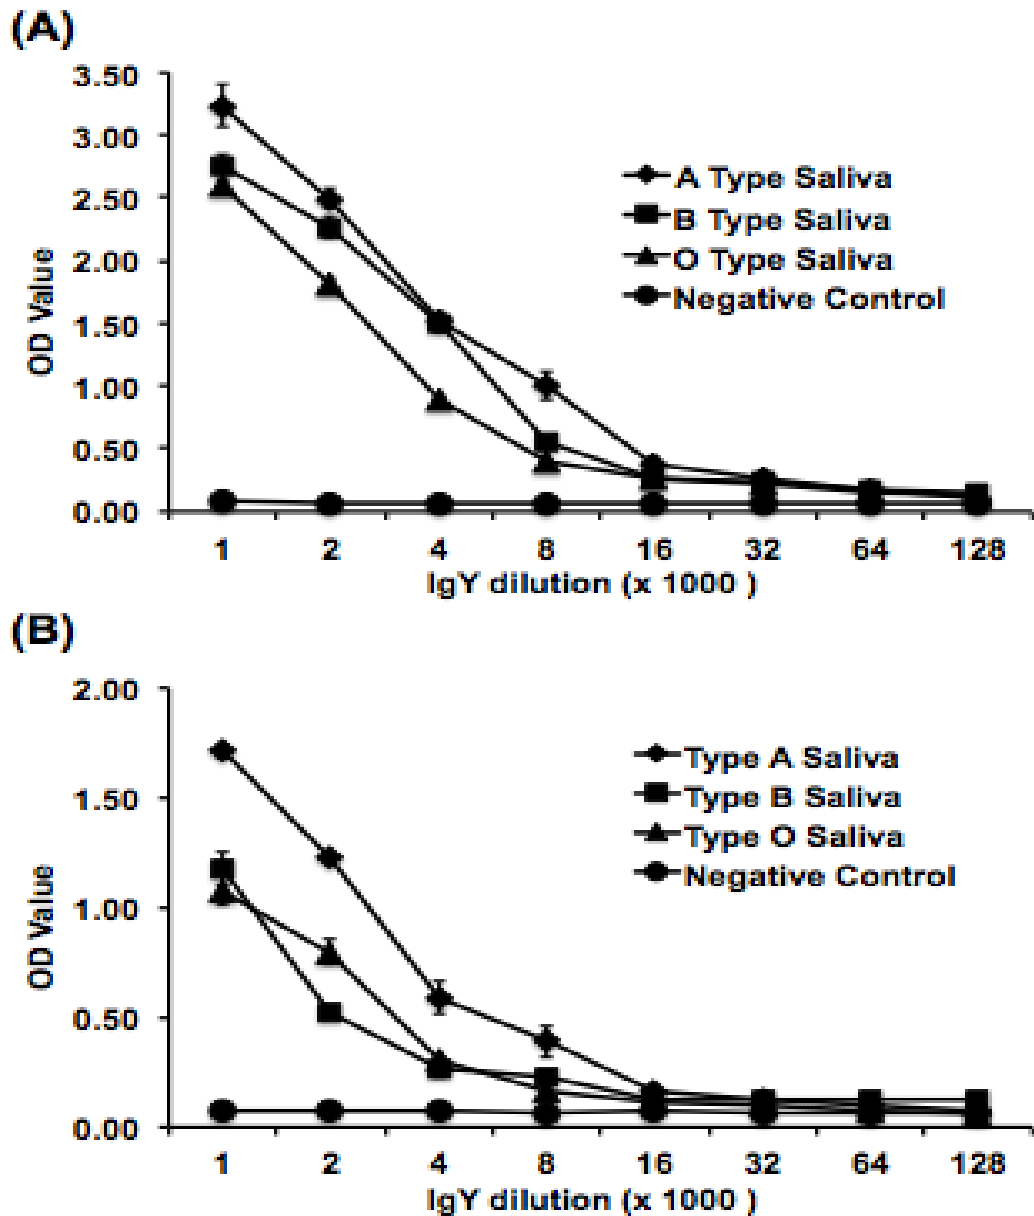 (A)
3.50
3.00
2.50
2.00
1.50
1.00
0.50
0.00
OD Value
A Type Saliva
B Type Saliva
O Type Saliva
Negative Control
1 2 4 8 16 32 64 128
IgY dilution (x 1000 )
(B)
2.00
1.50
1.00
0.50
0.00
OD Value
Type A Saliva
Type B Saliva
Type O Saliva
Negative Control
1 2 4 8 16 32 64 128
IgY dilution (x 1000 )